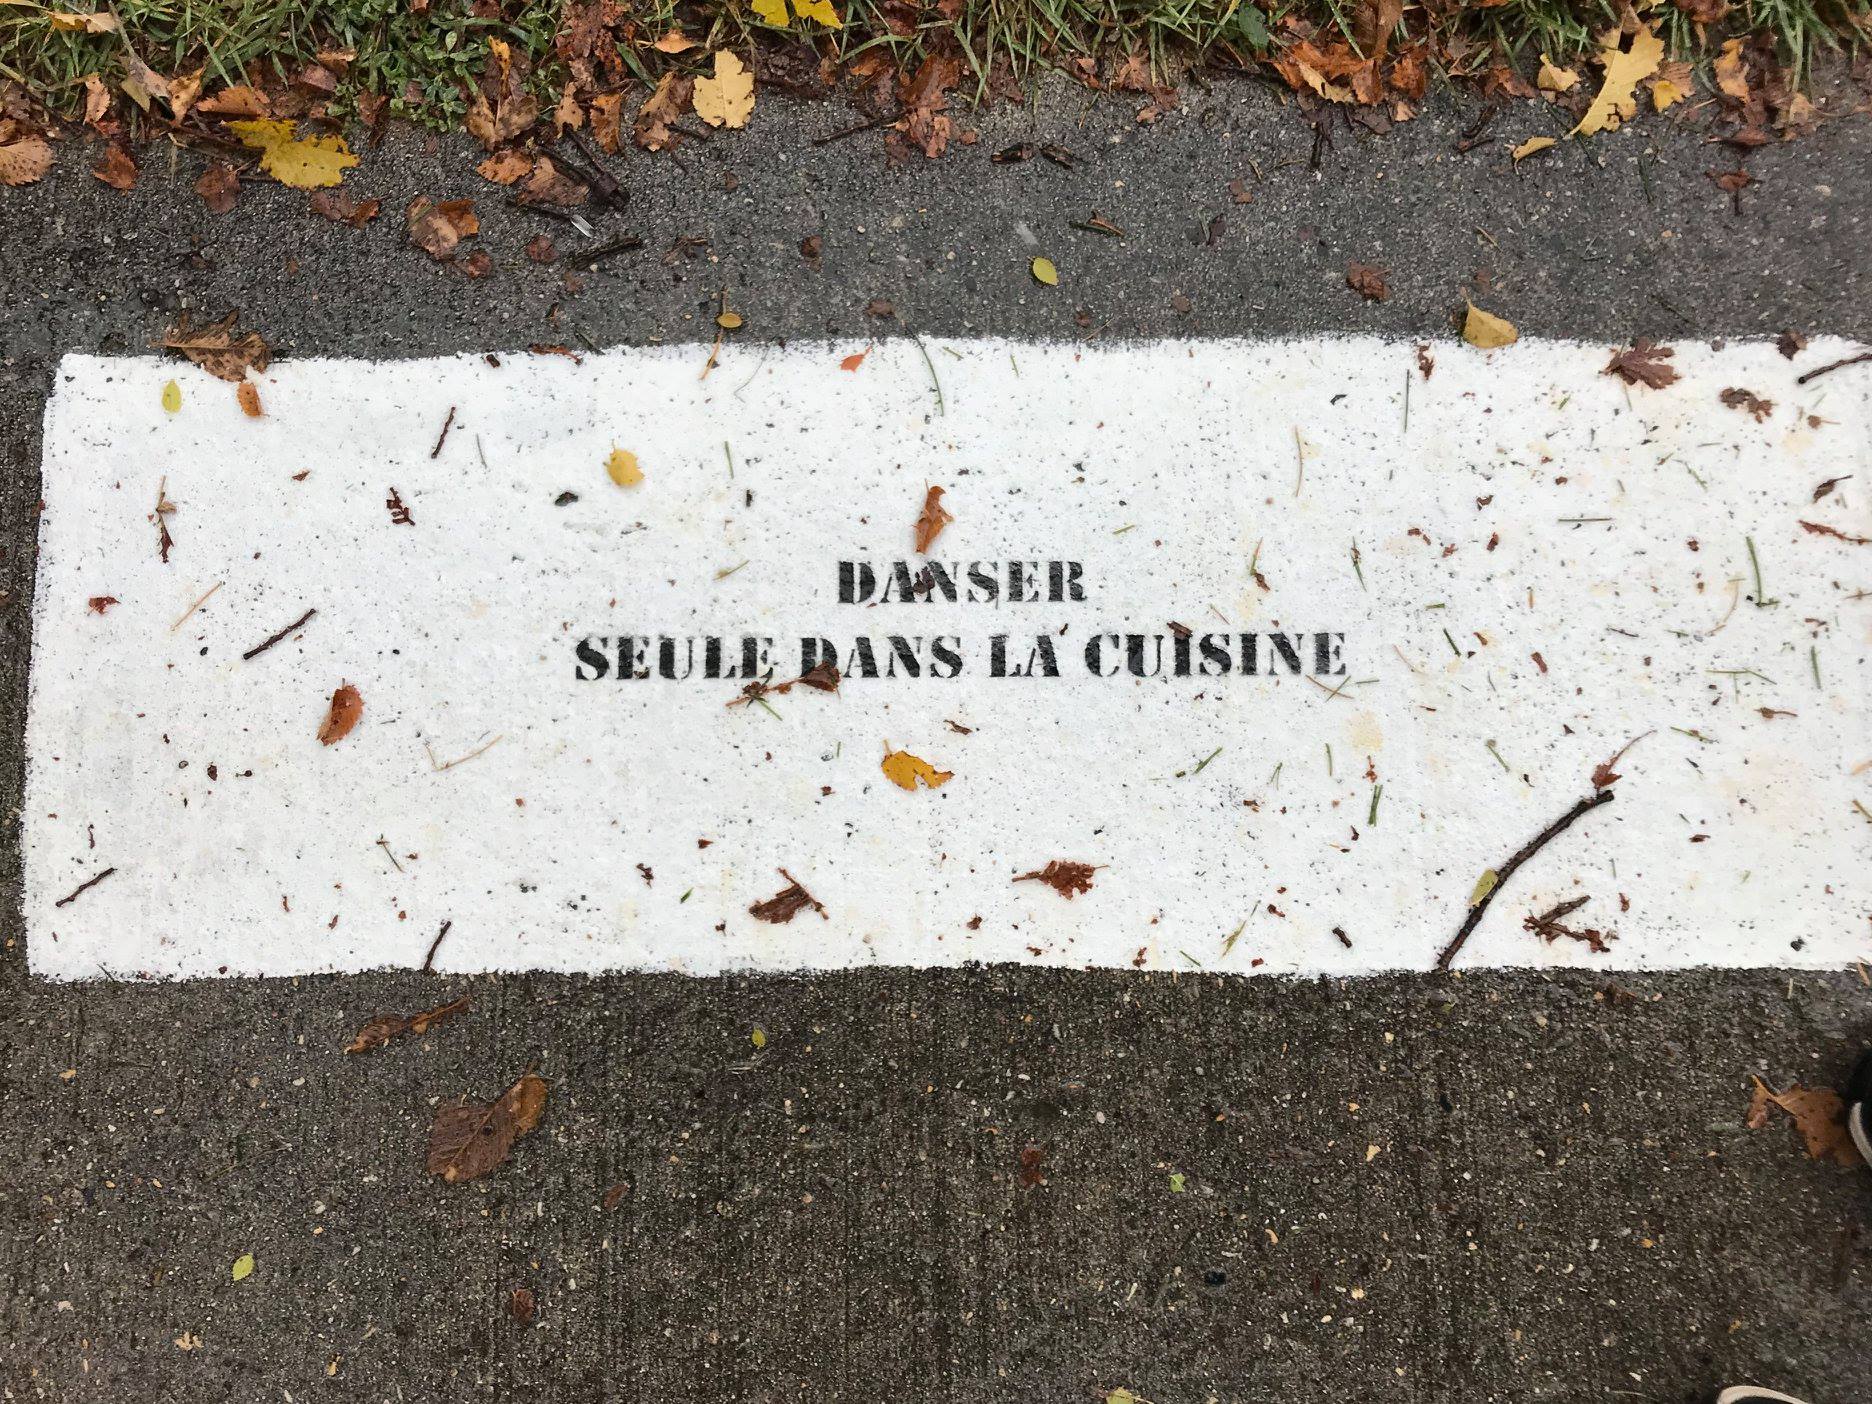 DANSER
SEULE DANS LA CUISINE